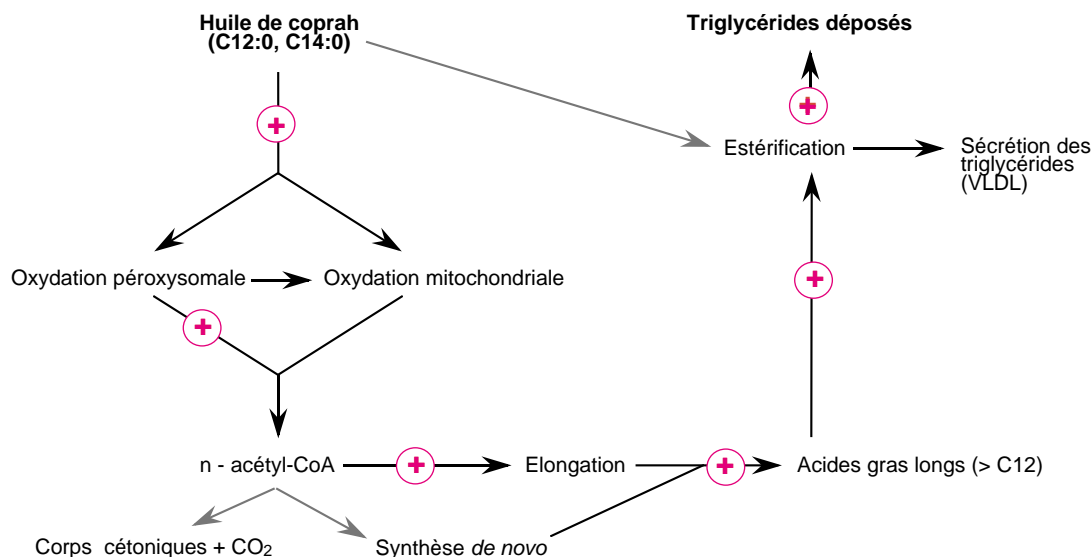 Huile de coprah
(C12:0, C14:0)
Triglycérides déposés
+
+
Estérification
Sécrétion des
triglycérides
(VLDL)
Oxydation péroxysomale
Oxydation mitochondriale
+
+
n - acétyl-CoA
+
Elongation
+
Acides gras longs (> C12)
Corps cétoniques + CO₂
Synthèse de novo